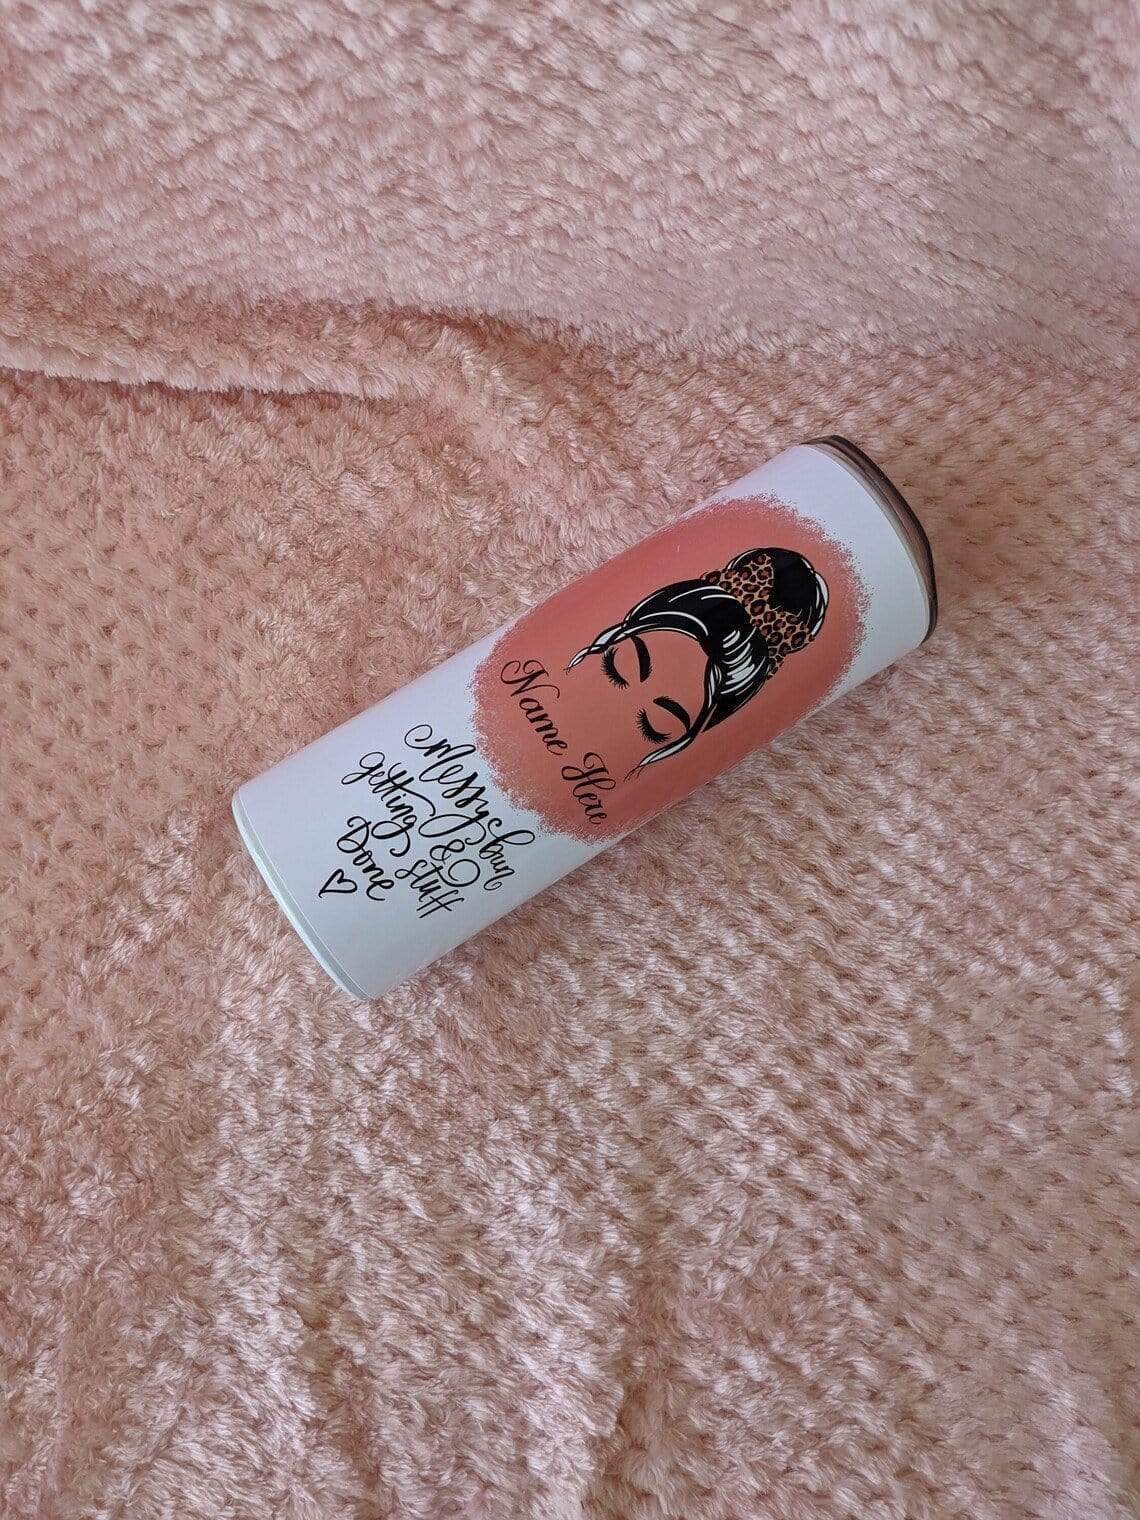 Name Here
Messy bun
&
getting stuff
Done